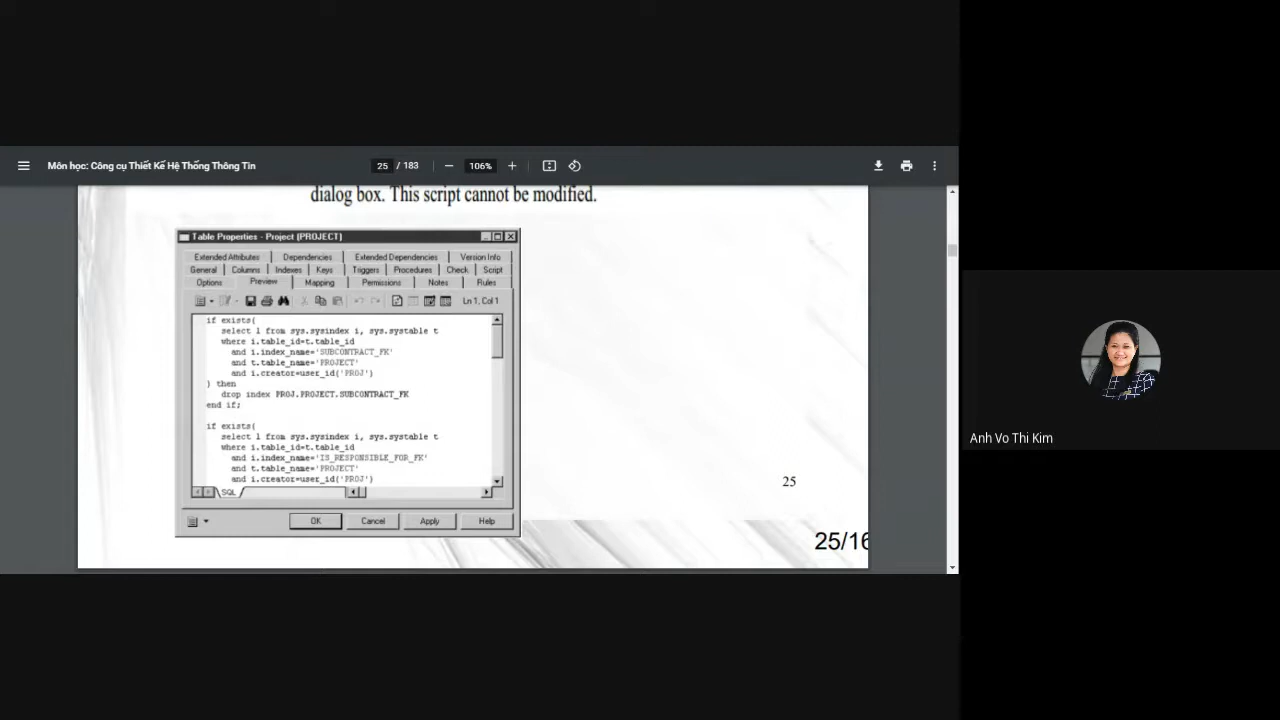 Môn học: Công cụ Thiết Kế Hệ Thống Thông Tin
25 / 183
106%
dialog box. This script cannot be modified.
Table Properties - Project (PROJECT)
Extended Attributes Dependencies Extended Dependencies Version Info
General Columns Indexes Keys Triggers Procedures Check Script
Options Preview Mapping Permissions Notes Rules
Ln 1, Col 1
if exists(
select 1 from sys.sysindex i, sys.systable t
where i.table_id=t.table_id
and i.index_name='SUBCONTRACT_FK'
and t.table_name='PROJECT'
and i.creator=user_id('PROJ')
) then
drop index PROJ.PROJECT.SUBCONTRACT_FK
end if;
if exists(
select 1 from sys.sysindex i, sys.systable t
where i.table_id=t.table_id
and i.index_name='IS_RESPONSIBLE_FOR_FK'
and t.table_name='PROJECT'
and i.creator=user_id('PROJ')
SQL
OK Cancel Apply Help
25
25/16
Anh Vo Thi Kim